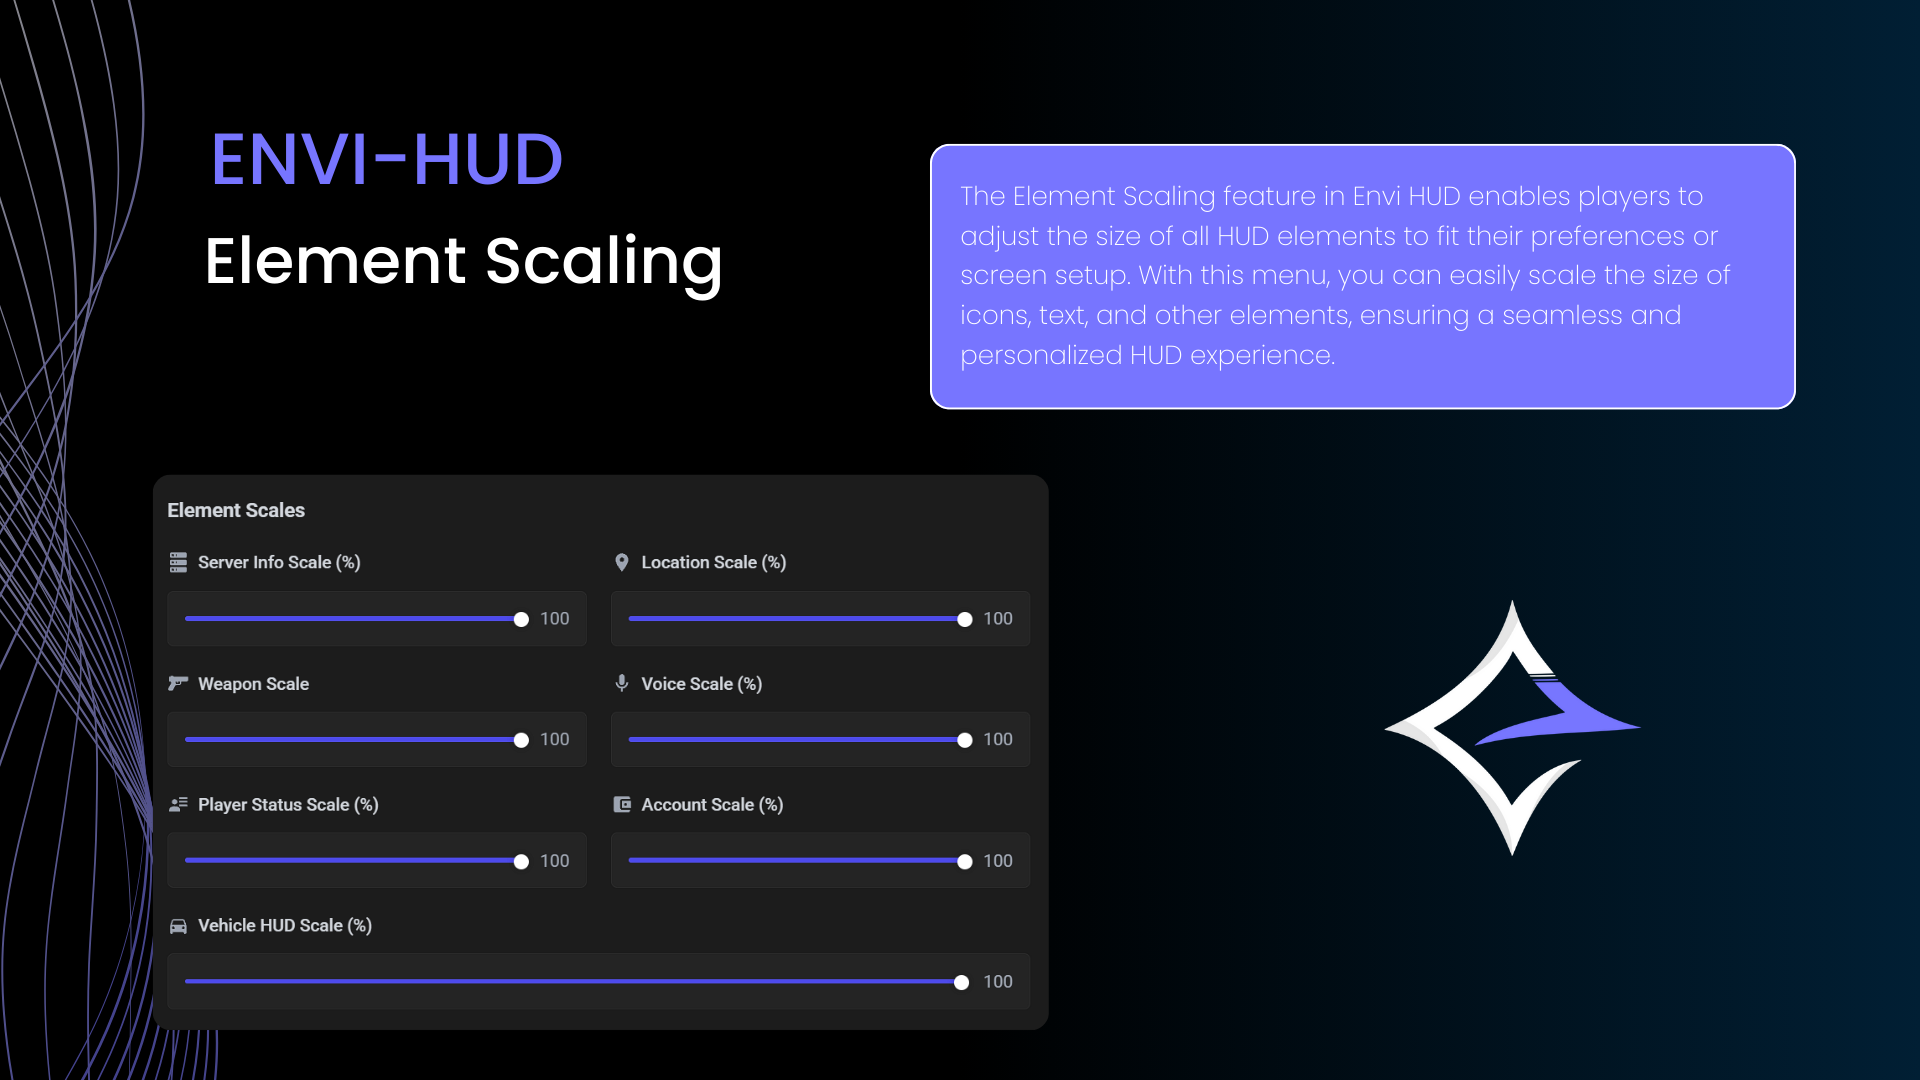 ENVI-HUD
Element Scaling
The Element Scaling feature in Envi HUD enables players to
adjust the size of all HUD elements to fit their preferences or
screen setup. With this menu, you can easily scale the size of
icons, text, and other elements, ensuring a seamless and
personalized HUD experience.
Element Scales
Server Info Scale (%)
100
Location Scale (%)
100
Weapon Scale
100
Voice Scale (%)
100
Player Status Scale (%)
100
Account Scale (%)
100
Vehicle HUD Scale (%)
100